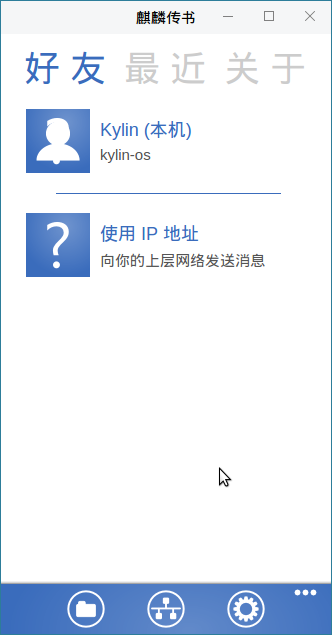 麒麟传书
好友 最近 关于
Kylin (本机)
kylin-os
使用 IP 地址
向你的上层网络发送消息